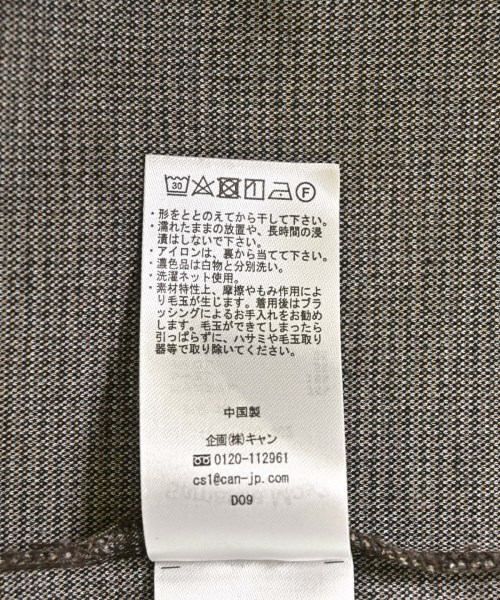 30 F
・形をととのえてから干して下さい。
・濡れたままの放置や、長時間の浸
漬はしないで下さい。
・アイロンは、裏から当てて下さい。
・濃色品は白物と分別洗い。
・洗濯ネット使用。
・素材特性上、摩擦やもみ作用によ
り毛玉が生じます。着用後はブラ
ッシングによるお手入れをお勧め
します。毛玉ができてしまったら
引っぱらずに、ハサミや毛玉取り
器等で取り除いてください。
中国製
企画(株)キャン
0120-112961
cs1@can-jp.com
D09